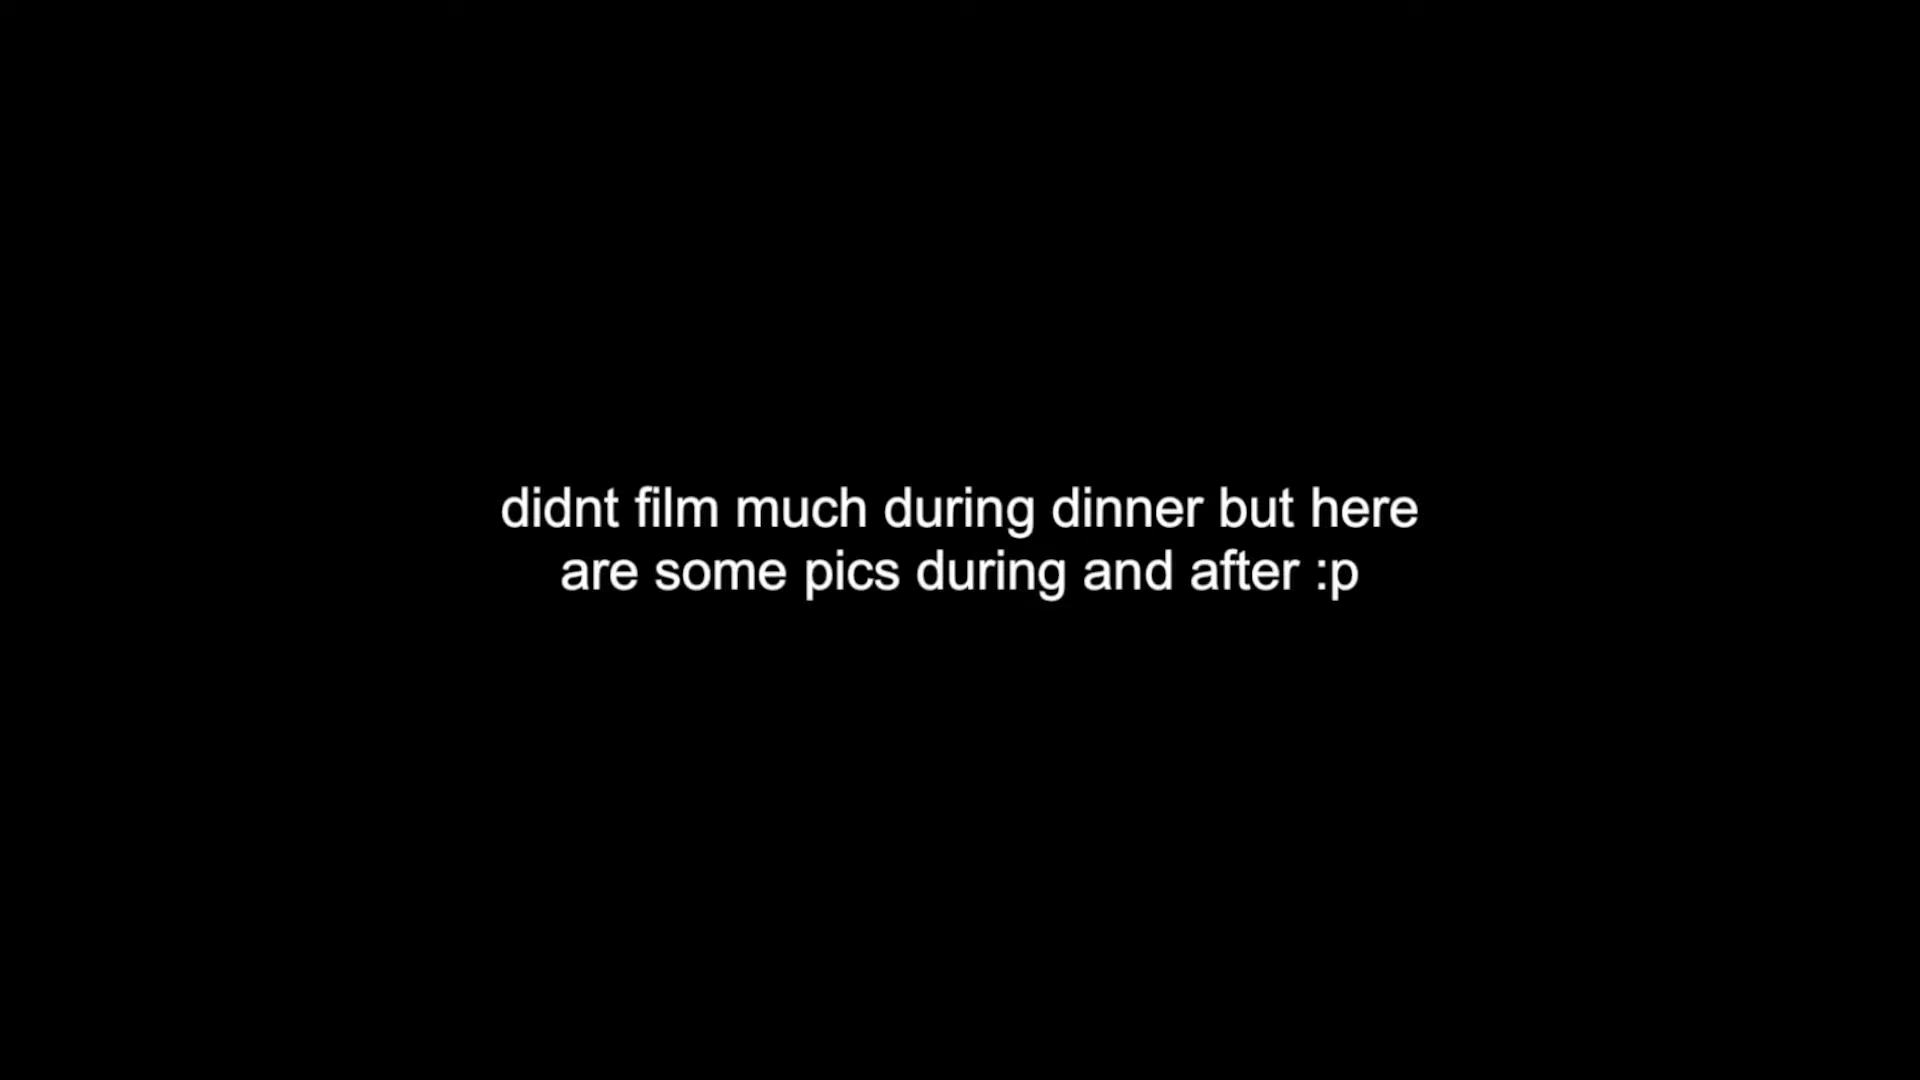 didnt film much during dinner but here
are some pics during and after :p